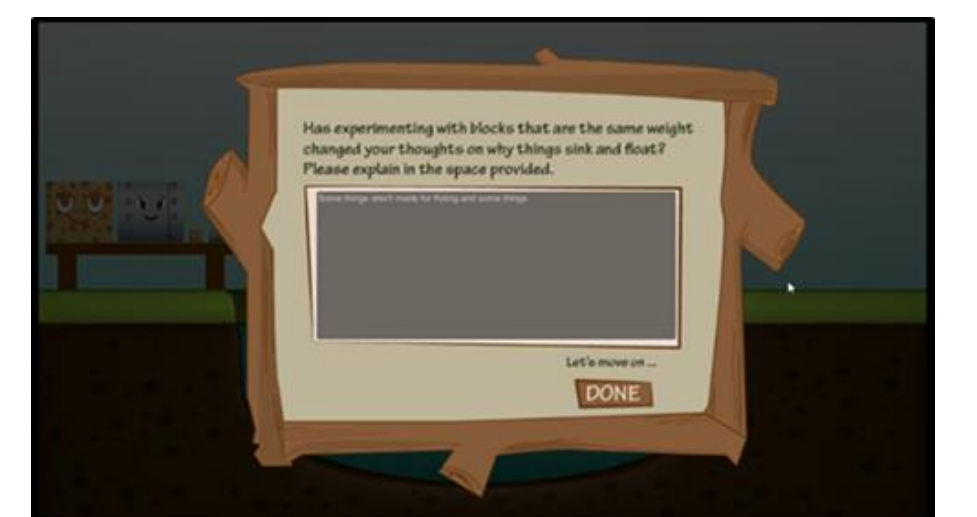 Has experimenting with blocks that are the same weight
changed your thoughts on why things sink and float?
Please explain in the space provided.
Some things aren't made for floting and some things
Let's move on ...
DONE